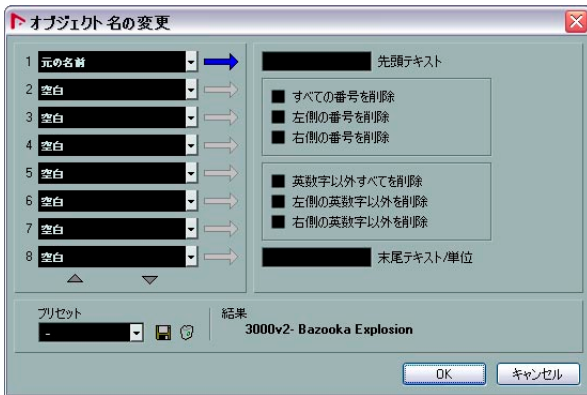 オブジェクト名の変更
1 元の名前
2 空白
3 空白
4 空白
5 空白
6 空白
7 空白
8 空白
先頭テキスト
すべての番号を削除
左側の番号を削除
右側の番号を削除
英数字以外すべてを削除
左側の英数字以外を削除
右側の英数字以外を削除
末尾テキスト/単位
プリセット
-
結果
3000v2- Bazooka Explosion
OK
キャンセル